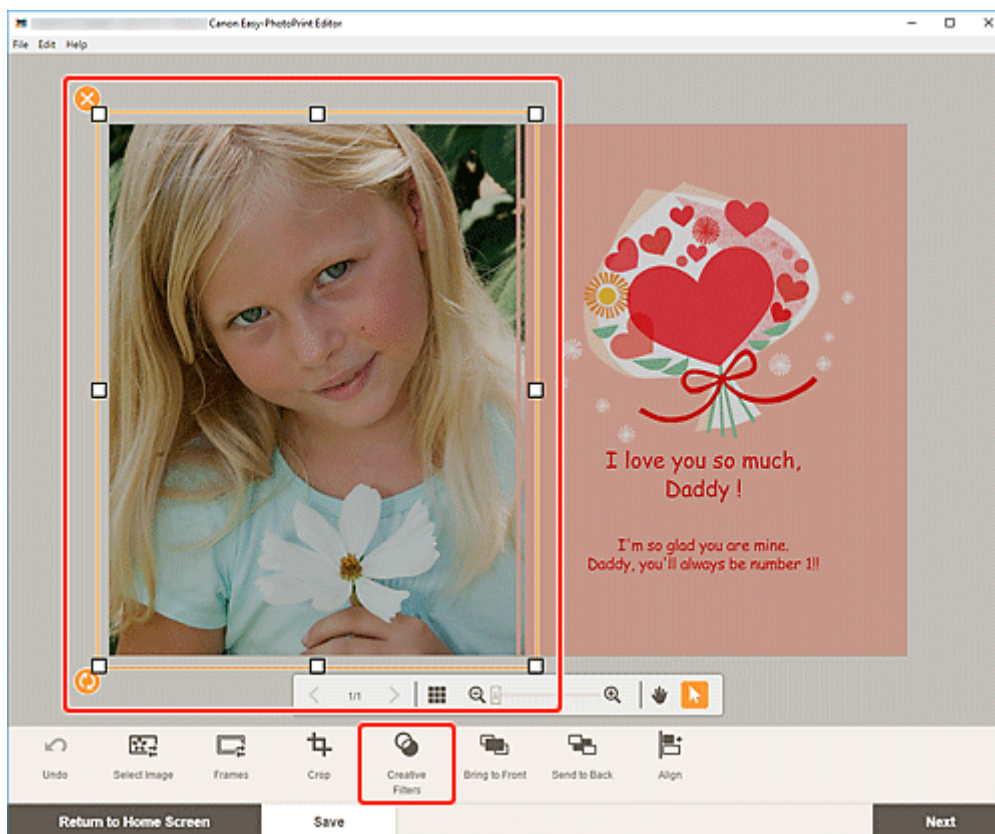 Canon Easy-PhotoPrint Editor
File Edit Help
I love you so much,
Daddy !
I'm so glad you are mine.
Daddy, you'll always be number 1!!
1/1
Undo
Select Image
Frames
Crop
Creative
Filters
Bring to Front
Send to Back
Align
Return to Home Screen
Save
Next